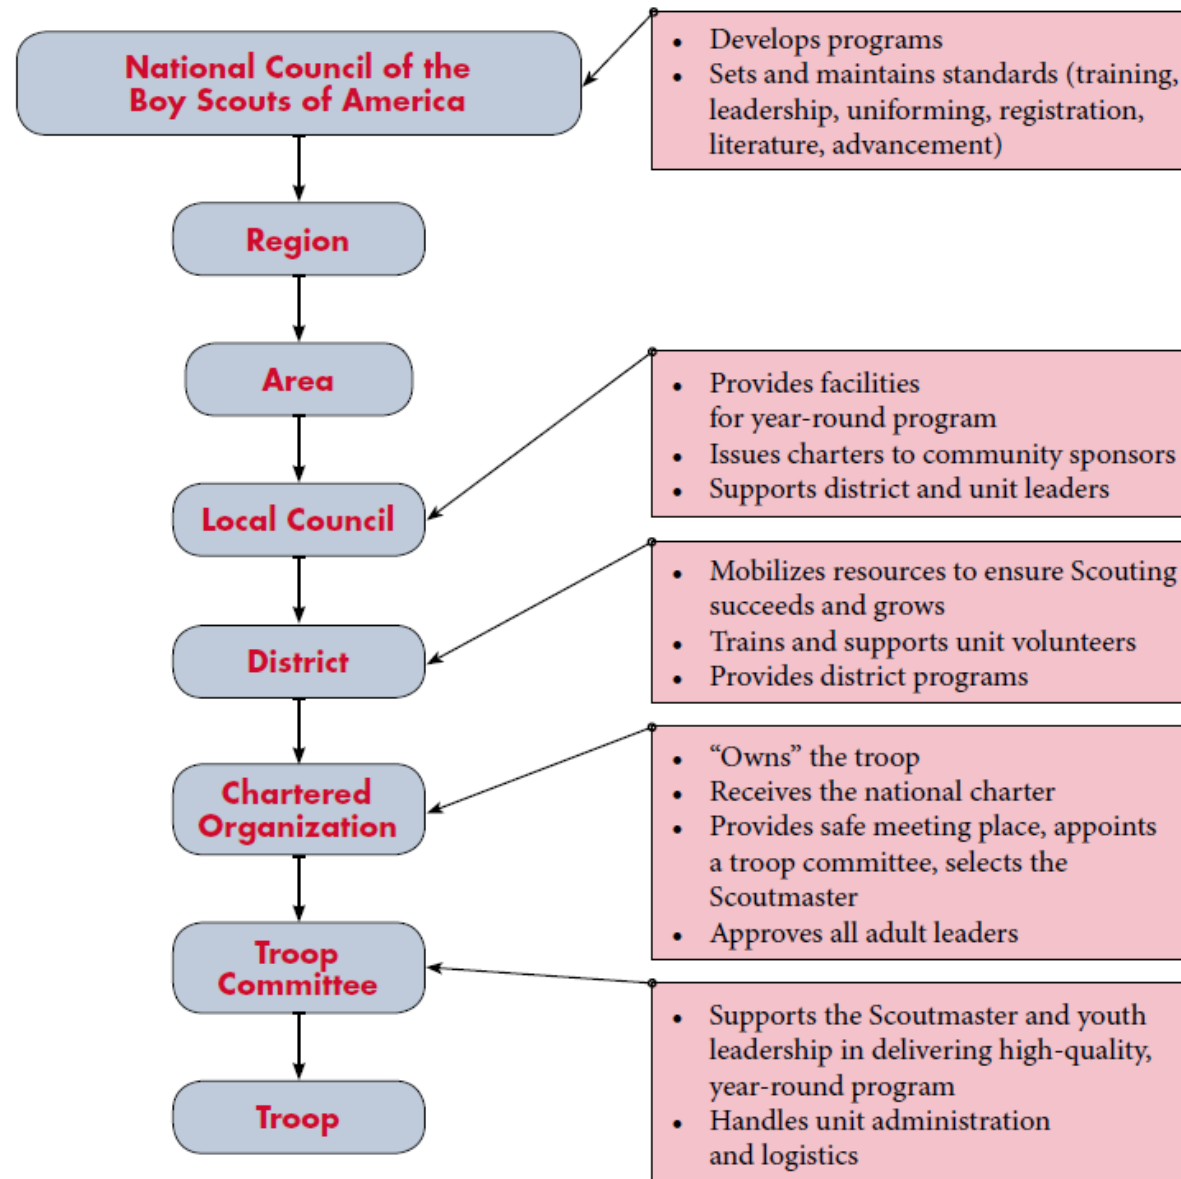 National Council of the
Boy Scouts of America
• Develops programs
• Sets and maintains standards (training,
leadership, uniforming, registration,
literature, advancement)
Region
Area
• Provides facilities
for year-round program
• Issues charters to community sponsors
• Supports district and unit leaders
Local Council
• Mobilizes resources to ensure Scouting
succeeds and grows
• Trains and supports unit volunteers
• Provides district programs
District
• “Owns” the troop
• Receives the national charter
• Provides safe meeting place, appoints
a troop committee, selects the
Scoutmaster
• Approves all adult leaders
Chartered
Organization
Troop
Committee
• Supports the Scoutmaster and youth
leadership in delivering high-quality,
year-round program
• Handles unit administration
and logistics
Troop